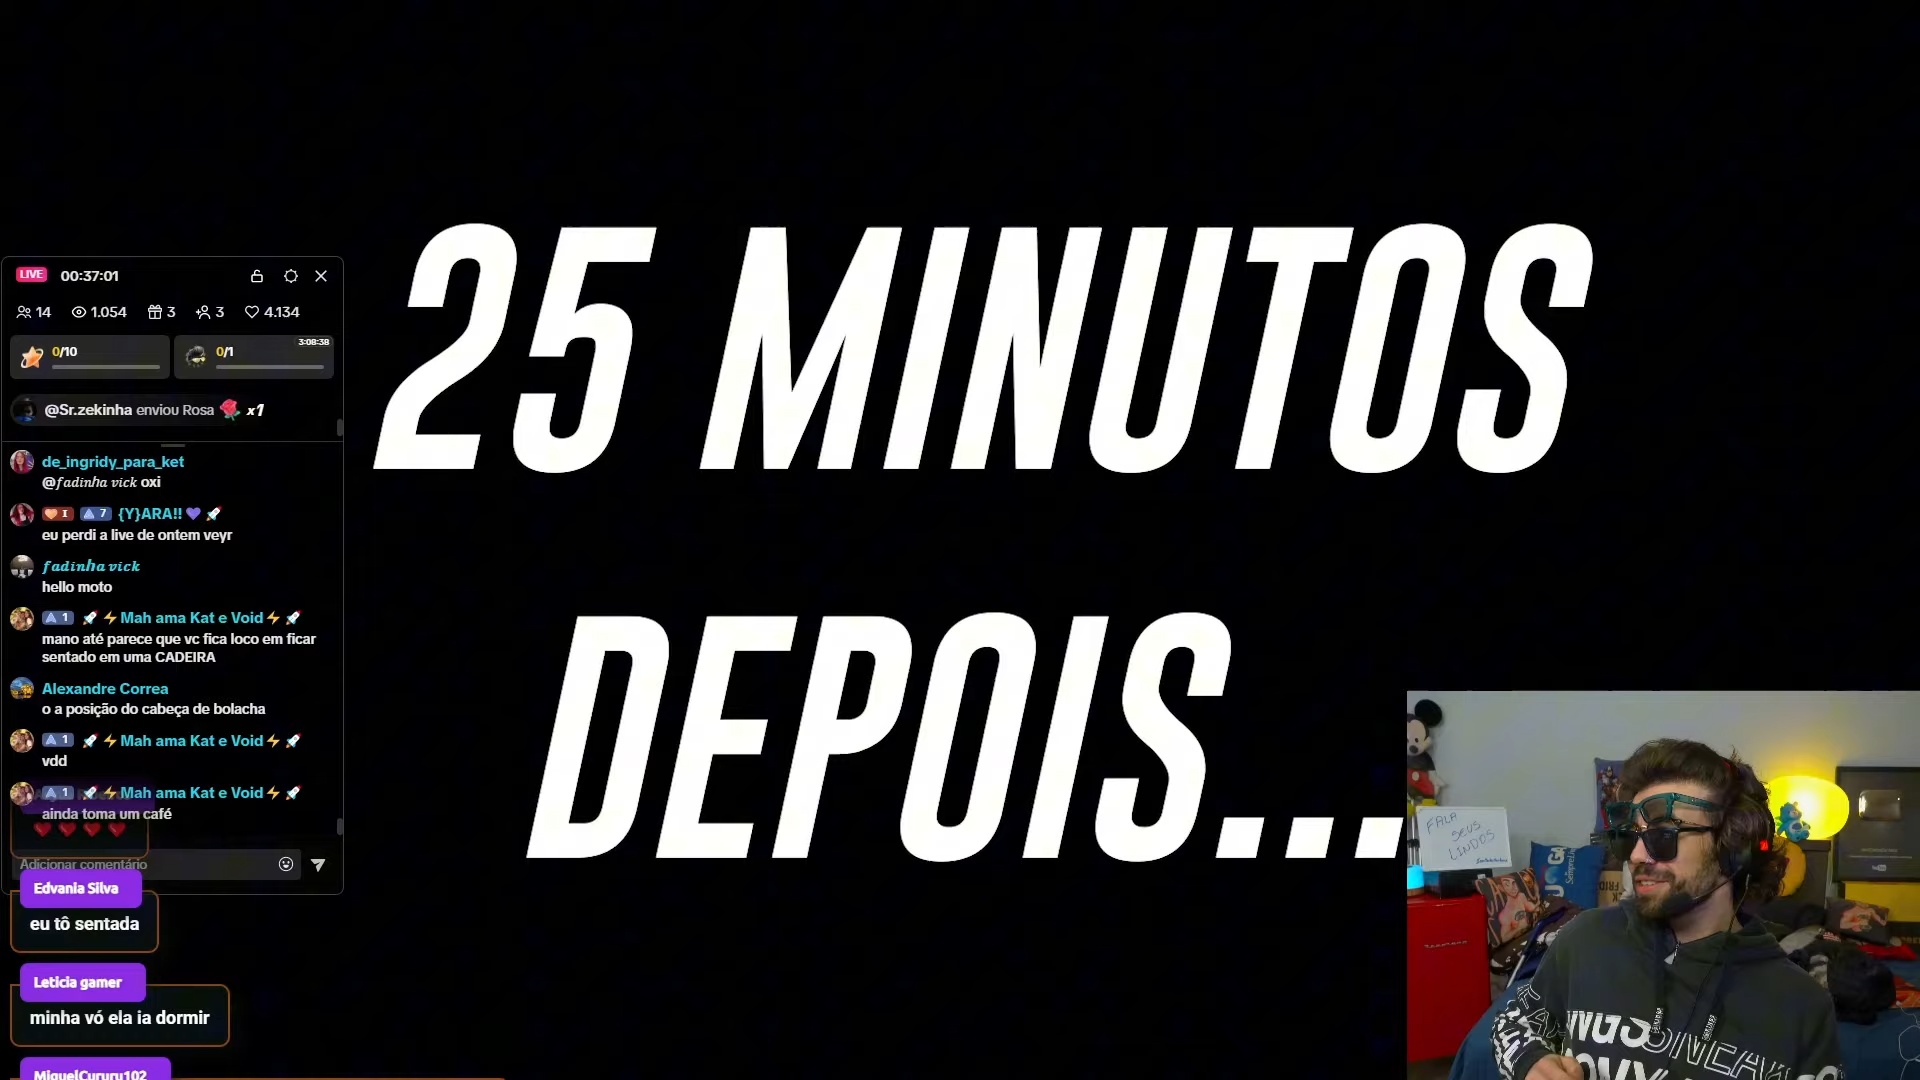 25 MINUTOS
DEPOIS...
LIVE 00:37:01
14 1.054 3 3 4.134
0/10 0/1 3:08:38
@Sr.zekinha enviou Rosa x1
de_ingridy_para_ket
@fadinha vick oxi
I 7 {Y}ARA!!
eu perdi a live de ontem veyr
fadinha vick
hello moto
1 Mah ama Kat e Void
mano até parece que vc fica loco em ficar
sentado em uma CADEIRA
Alexandre Correa
o a posição do cabeça de bolacha
1 Mah ama Kat e Void
vdd
1 Mah ama Kat e Void
ainda toma um café
Adicionar comentário
Edvania Silva
eu tô sentada
Leticia gamer
minha vó ela ia dormir
MiguelCururu102
FALA
SEUS
LINDOS